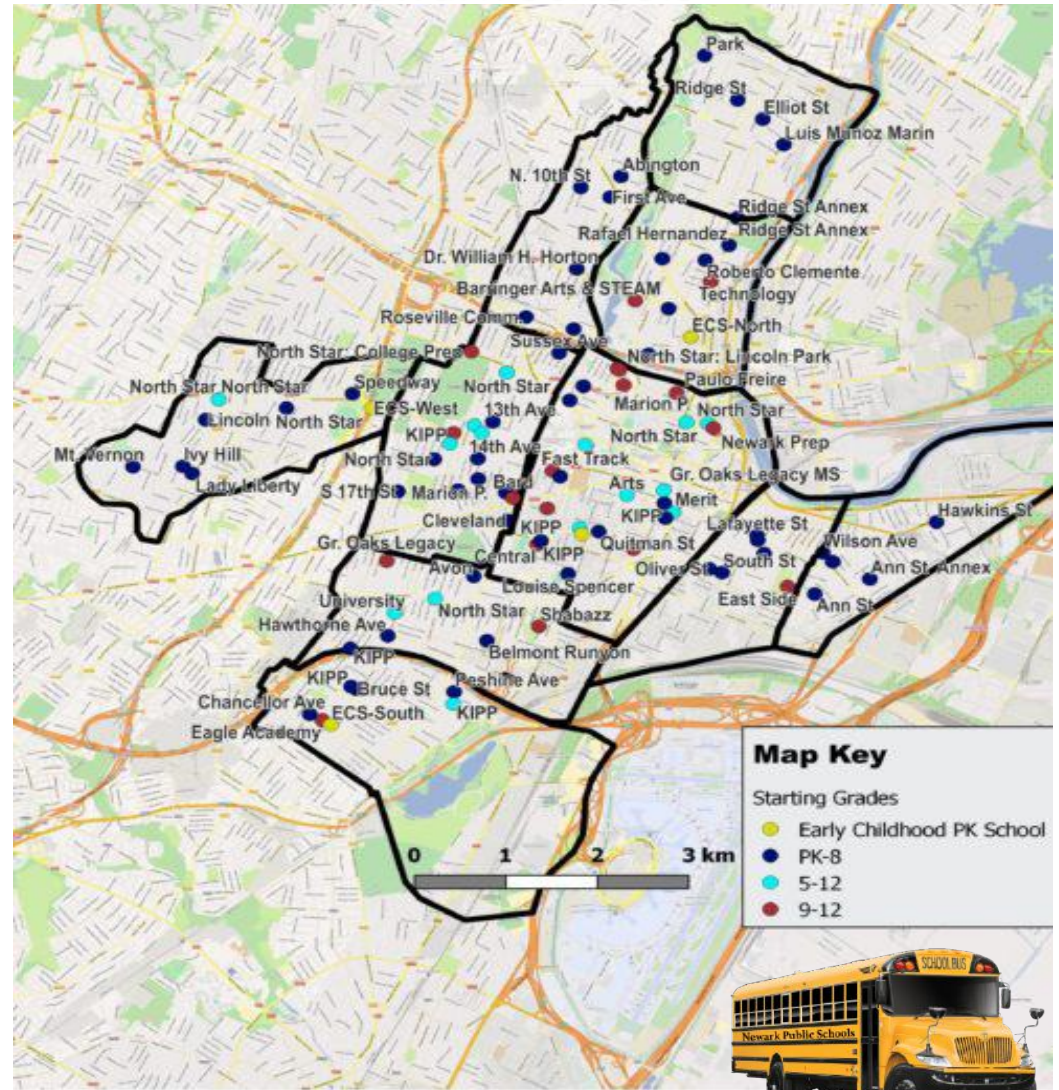 Park
Ridge St
Elliot St
Luis Muñoz Marin
Abington
N. 10th St
First Ave
Ridge St Annex
Rafael Hernandez
Ridge St Annex
Dr. William H. Horton
Roberto Clemente
Barringer Arts & STEAM
Technology
Roseville Comm.
ECS-North
Sussex Ave
North Star: College Prep
North Star: Lincoln Park
North Star
North Star
Speedway
North Star
Paulo Freire
ECS-West
13th Ave
Marion P.
North Star
Lincoln
North Star
KIPP
North Star
Newark Prep
14th Ave
Mt. Vernon
Ivy Hill
North Star
Fast Track
Gr. Oaks Legacy MS
Lady Liberty
Bard
Arts
S 17th St
Marion P.
Merit
Hawkins St
Cleveland
KIPP
KIPP
Lafayette St
Quitman St
Wilson Ave
Gr. Oaks Legacy
Central
KIPP
Avon
Oliver St
South St
Ann St. Annex
Louise Spencer
East Side
Ann St
University
North Star
Shabazz
Hawthorne Ave
Belmont Runyon
KIPP
KIPP
Bruce St
Peshine Ave
Chancellor Ave
ECS-South
KIPP
Eagle Academy
Map Key
Starting Grades
Early Childhood PK School
PK-8
5-12
9-12
0 1 2 3 km
SCHOOL BUS
Newark Public Schools